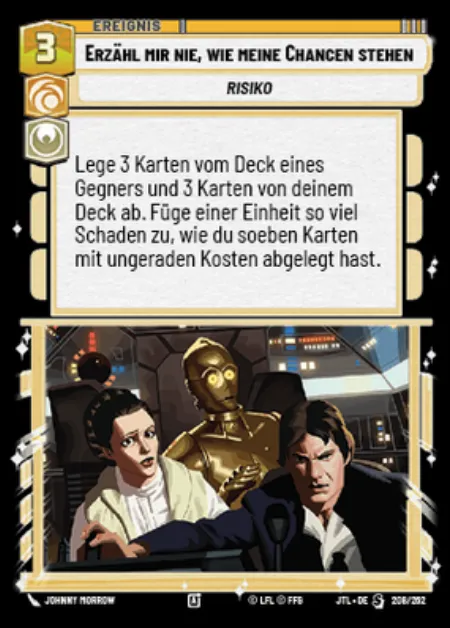 EREIGNIS
3
ERZÄHL MIR NIE, WIE MEINE CHANCEN STEHEN
RISIKO
Lege 3 Karten vom Deck eines
Gegners und 3 Karten von deinem
Deck ab. Füge einer Einheit so viel
Schaden zu, wie du soeben Karten
mit ungeraden Kosten abgelegt hast.
JOHNNY MORROW
A
© LFL © FFG
JTL • DE
206/262